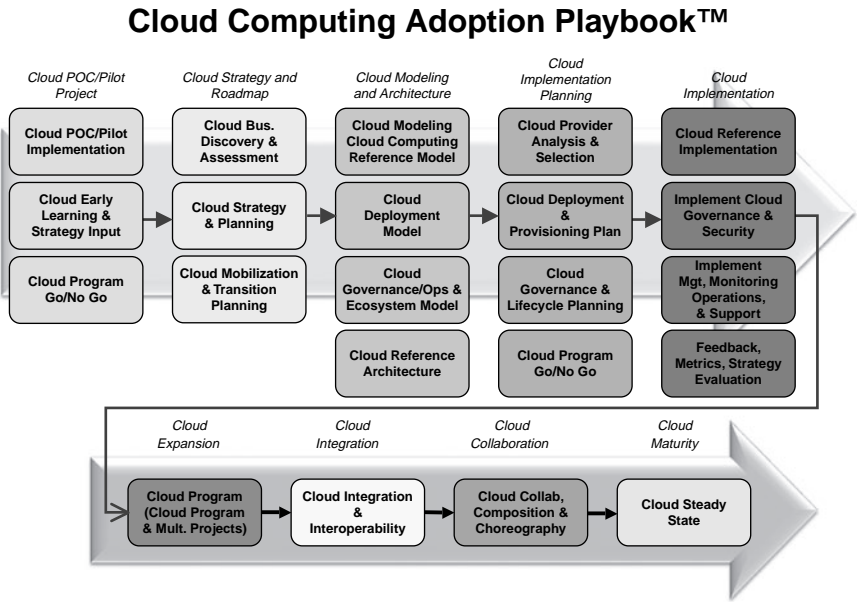 Cloud Computing Adoption Playbook™
Cloud POC/Pilot
Project
Cloud Strategy and
Roadmap
Cloud Modeling
and Architecture
Cloud
Implementation
Planning
Cloud
Implementation
Cloud POC/Pilot
Implementation
Cloud Early
Learning &
Strategy Input
Cloud Program
Go/No Go
Cloud Bus.
Discovery &
Assessment
Cloud Strategy
& Planning
Cloud Mobilization
& Transition
Planning
Cloud Modeling
Cloud Computing
Reference Model
Cloud
Deployment
Model
Cloud
Governance/Ops &
Ecosystem Model
Cloud Reference
Architecture
Cloud Provider
Analysis &
Selection
Cloud Deployment
&
Provisioning Plan
Cloud
Governance &
Lifecycle Planning
Cloud Program
Go/No Go
Cloud Reference
Implementation
Implement Cloud
Governance &
Security
Implement
Mgt, Monitoring
Operations,
& Support
Feedback,
Metrics, Strategy
Evaluation
Cloud
Expansion
Cloud
Integration
Cloud
Collaboration
Cloud
Maturity
Cloud Program
(Cloud Program
& Mult. Projects)
Cloud Integration
&
Interoperability
Cloud Collab,
Composition &
Choreography
Cloud Steady
State